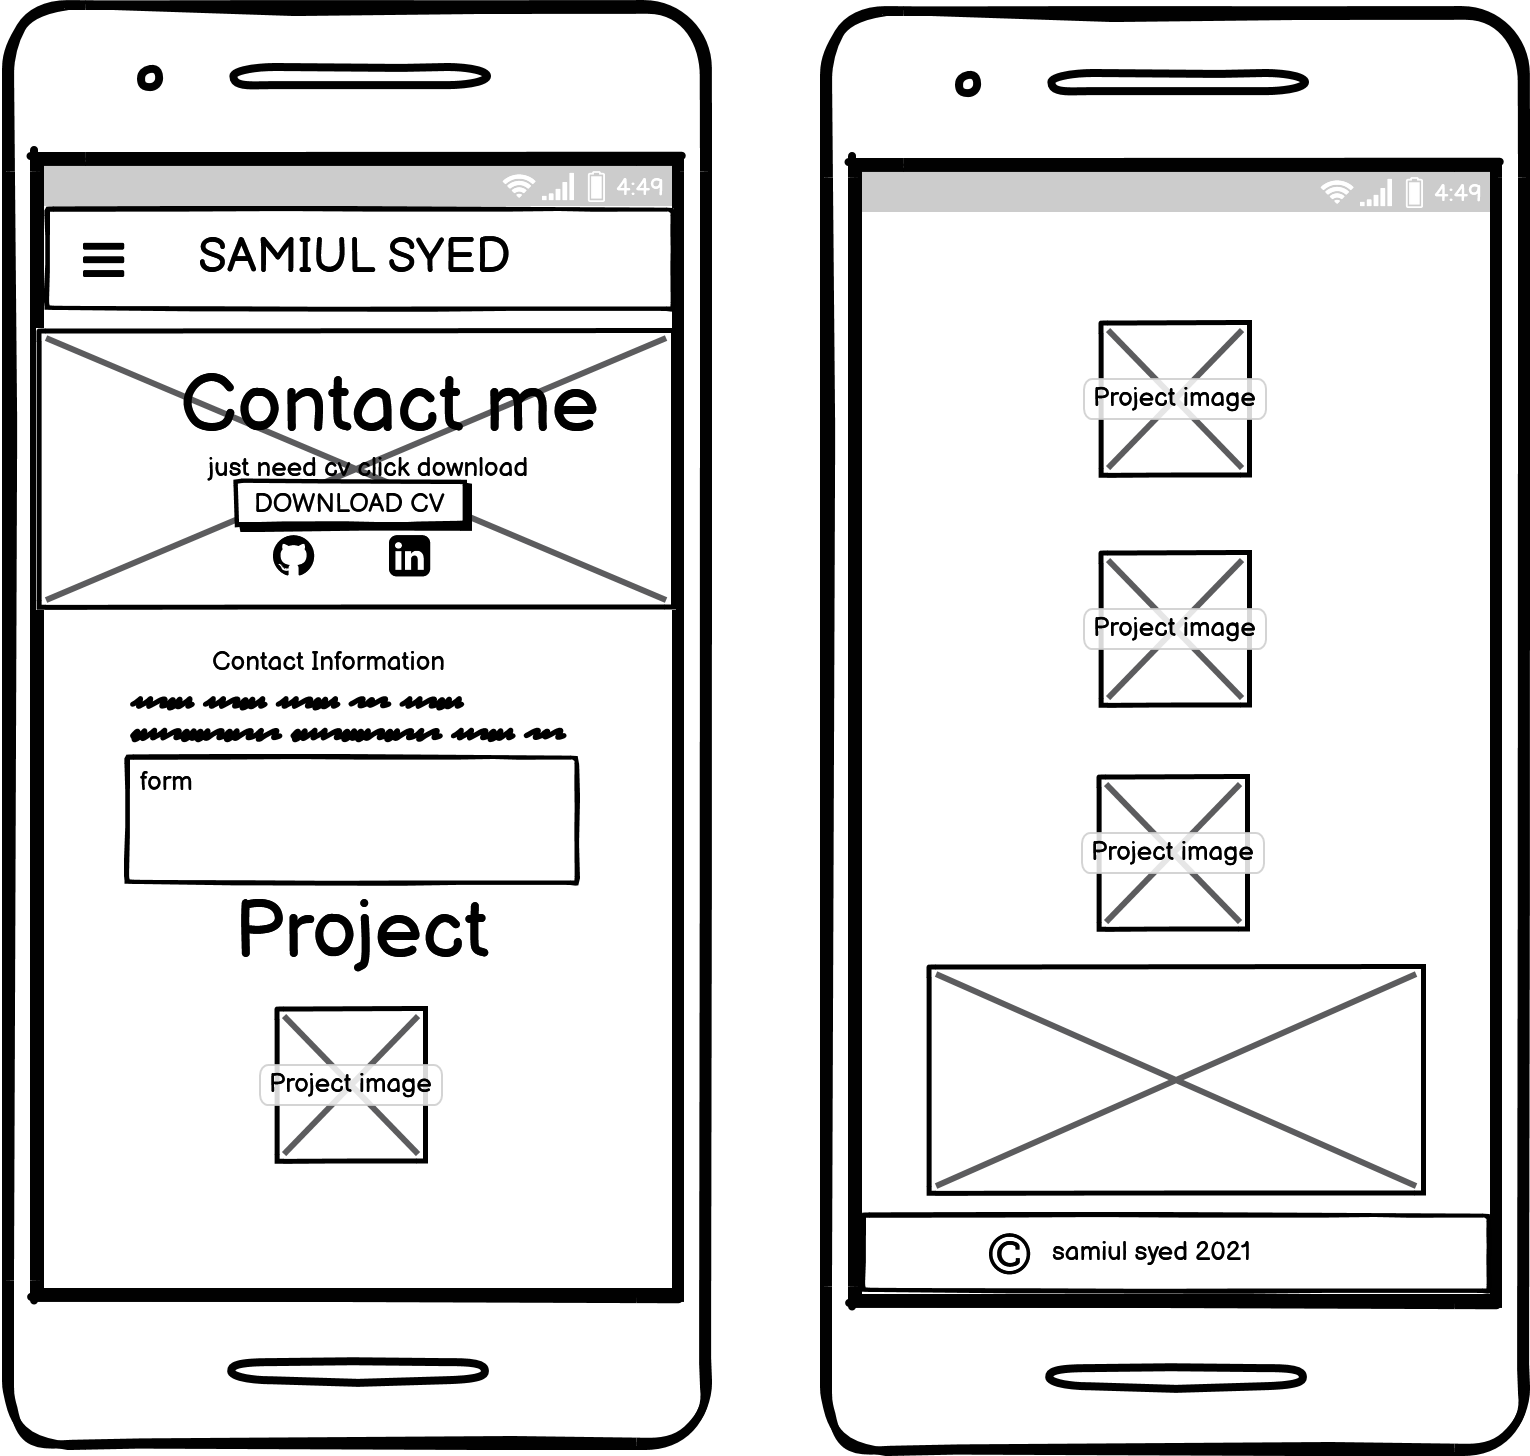 4:49
SAMIUL SYED
Contact me
just need cv click download
DOWNLOAD CV
in
Contact Information
form
Project
Project image
4:49
Project image
Project image
Project image
© samiul syed 2021